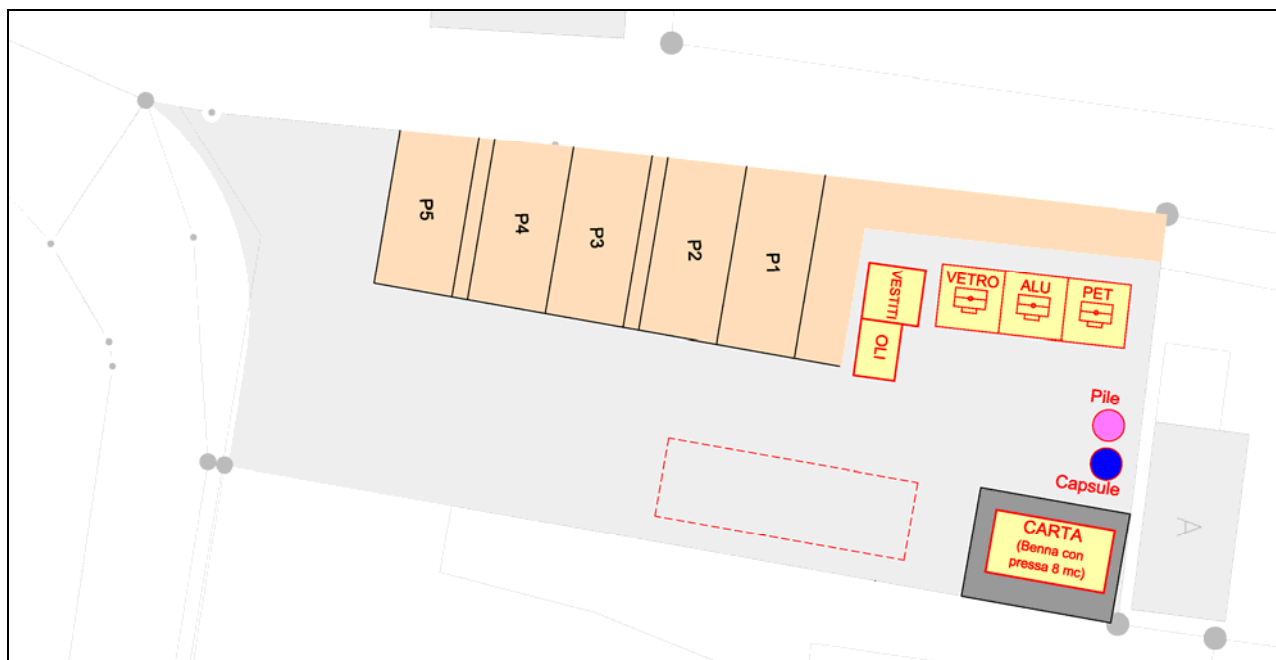 P5
P4
P3
P2
P1
VESTITI
OLI
VETRO
ALU
PET
Pile
Capsule
CARTA
(Benna con
pressa 8 mc)
A